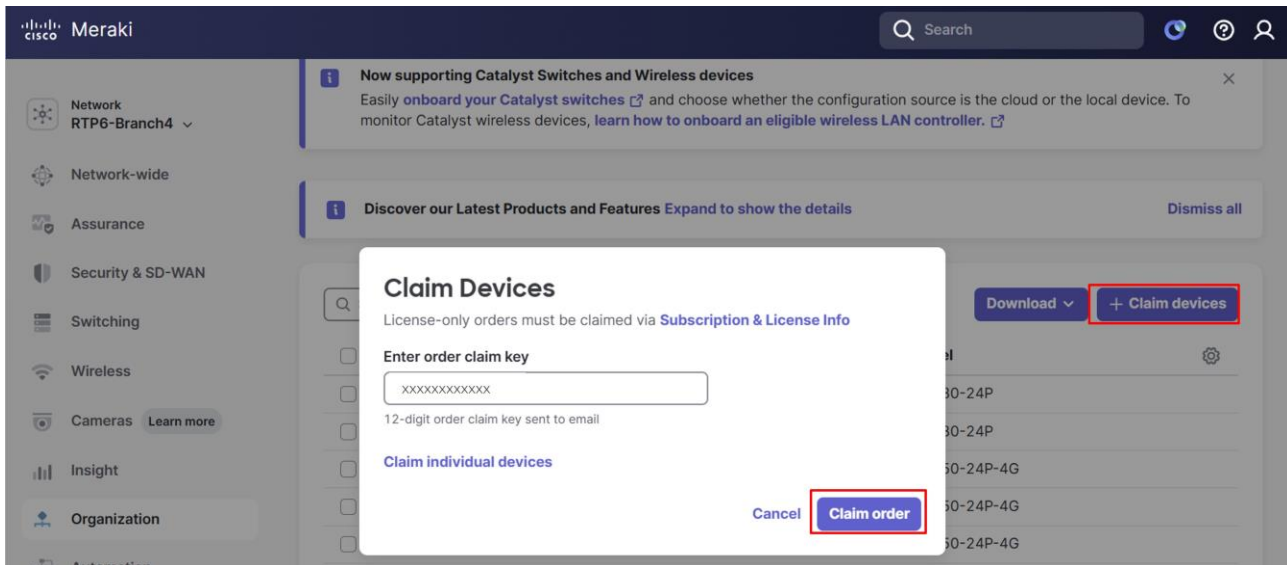 CISCO Meraki
Search
Network
RTP6-Branch4
Network-wide
Assurance
Security & SD-WAN
Switching
Wireless
Cameras Learn more
Insight
Organization
Now supporting Catalyst Switches and Wireless devices
Easily onboard your Catalyst switches and choose whether the configuration source is the cloud or the local device. To
monitor Catalyst wireless devices, learn how to onboard an eligible wireless LAN controller.
Discover our Latest Products and Features Expand to show the details
Dismiss all
Download
+ Claim devices
Claim Devices
License-only orders must be claimed via Subscription & License Info
Enter order claim key
xxxxxxxxxxxx
12-digit order claim key sent to email
Claim individual devices
Cancel
Claim order
el
30-24P
30-24P
50-24P-4G
50-24P-4G
50-24P-4G